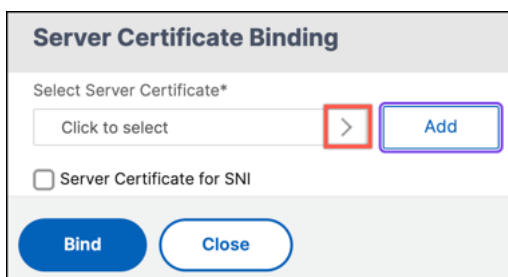 Server Certificate Binding
Select Server Certificate*
Click to select
Add
Server Certificate for SNI
Bind
Close